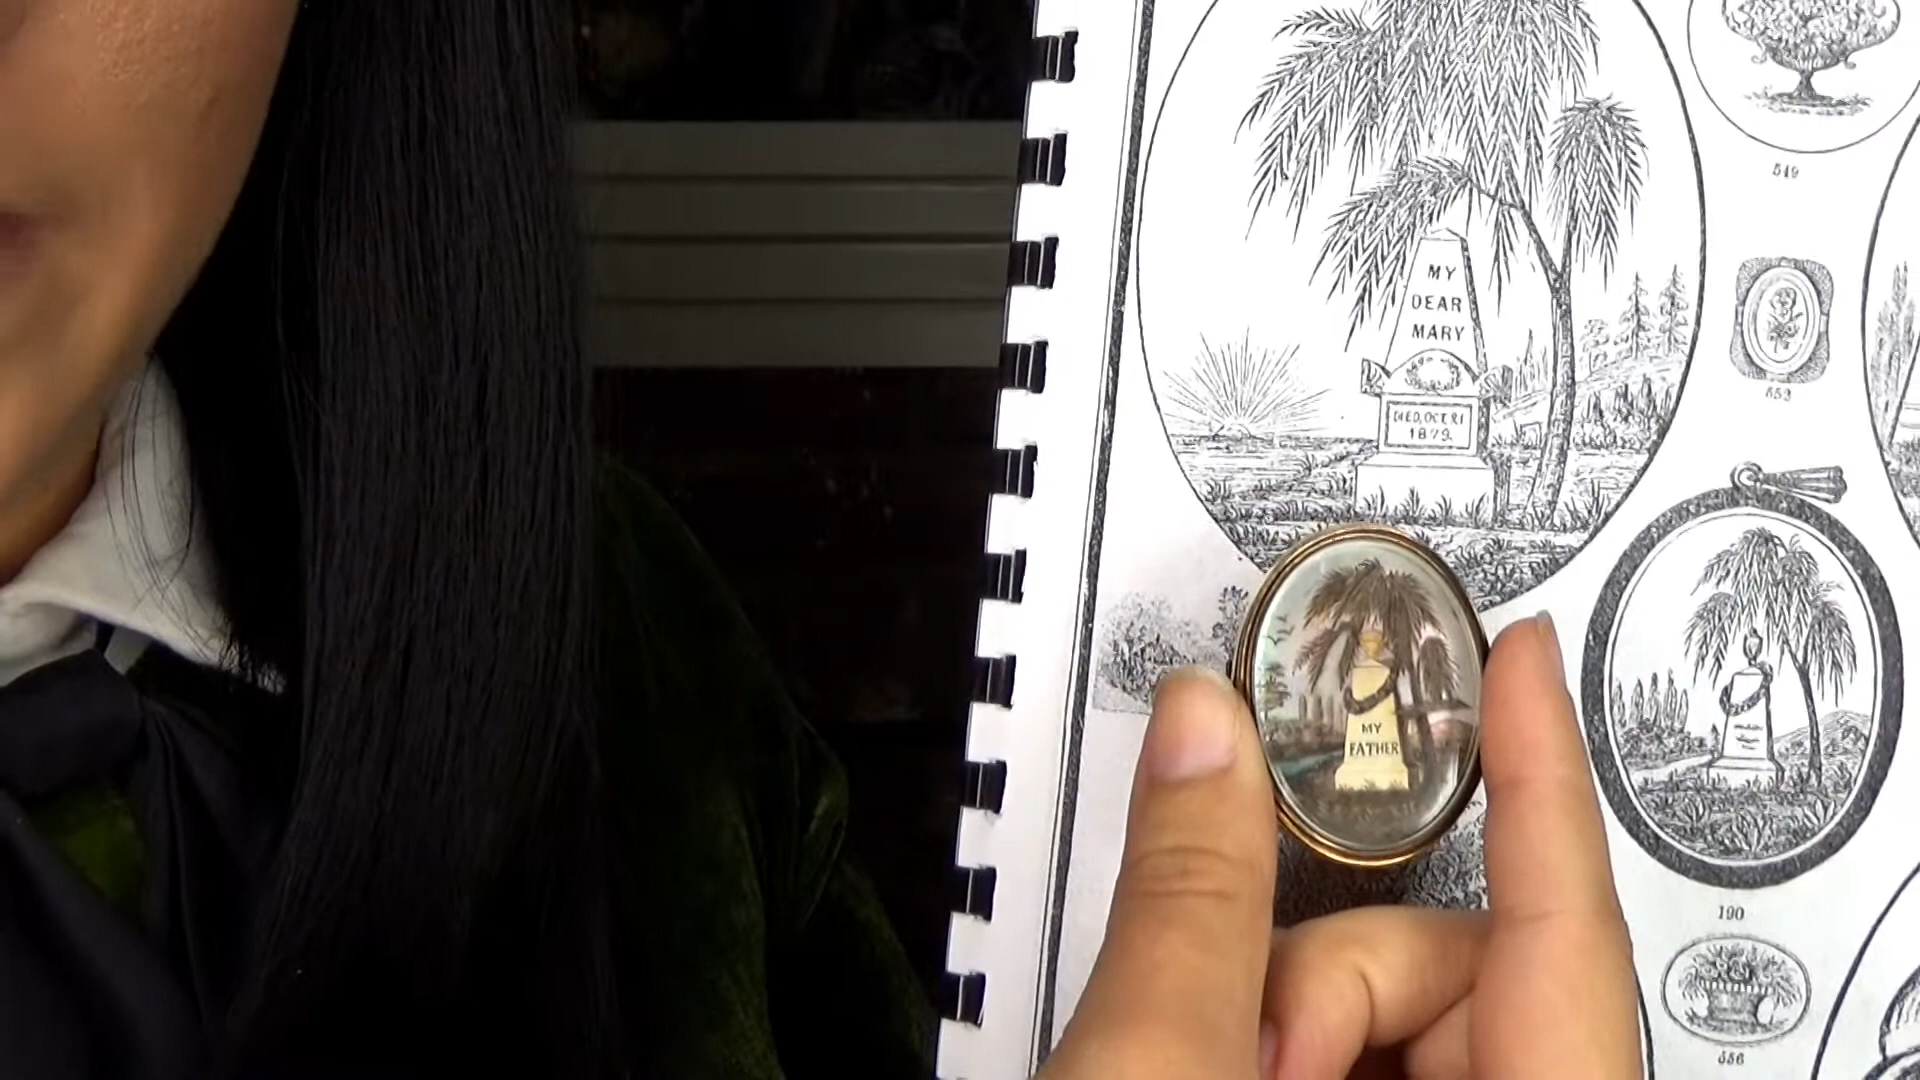 MY
DEAR
MARY
DIED, OCT. 21
1879.
549
553
MY
FATHER
190
556